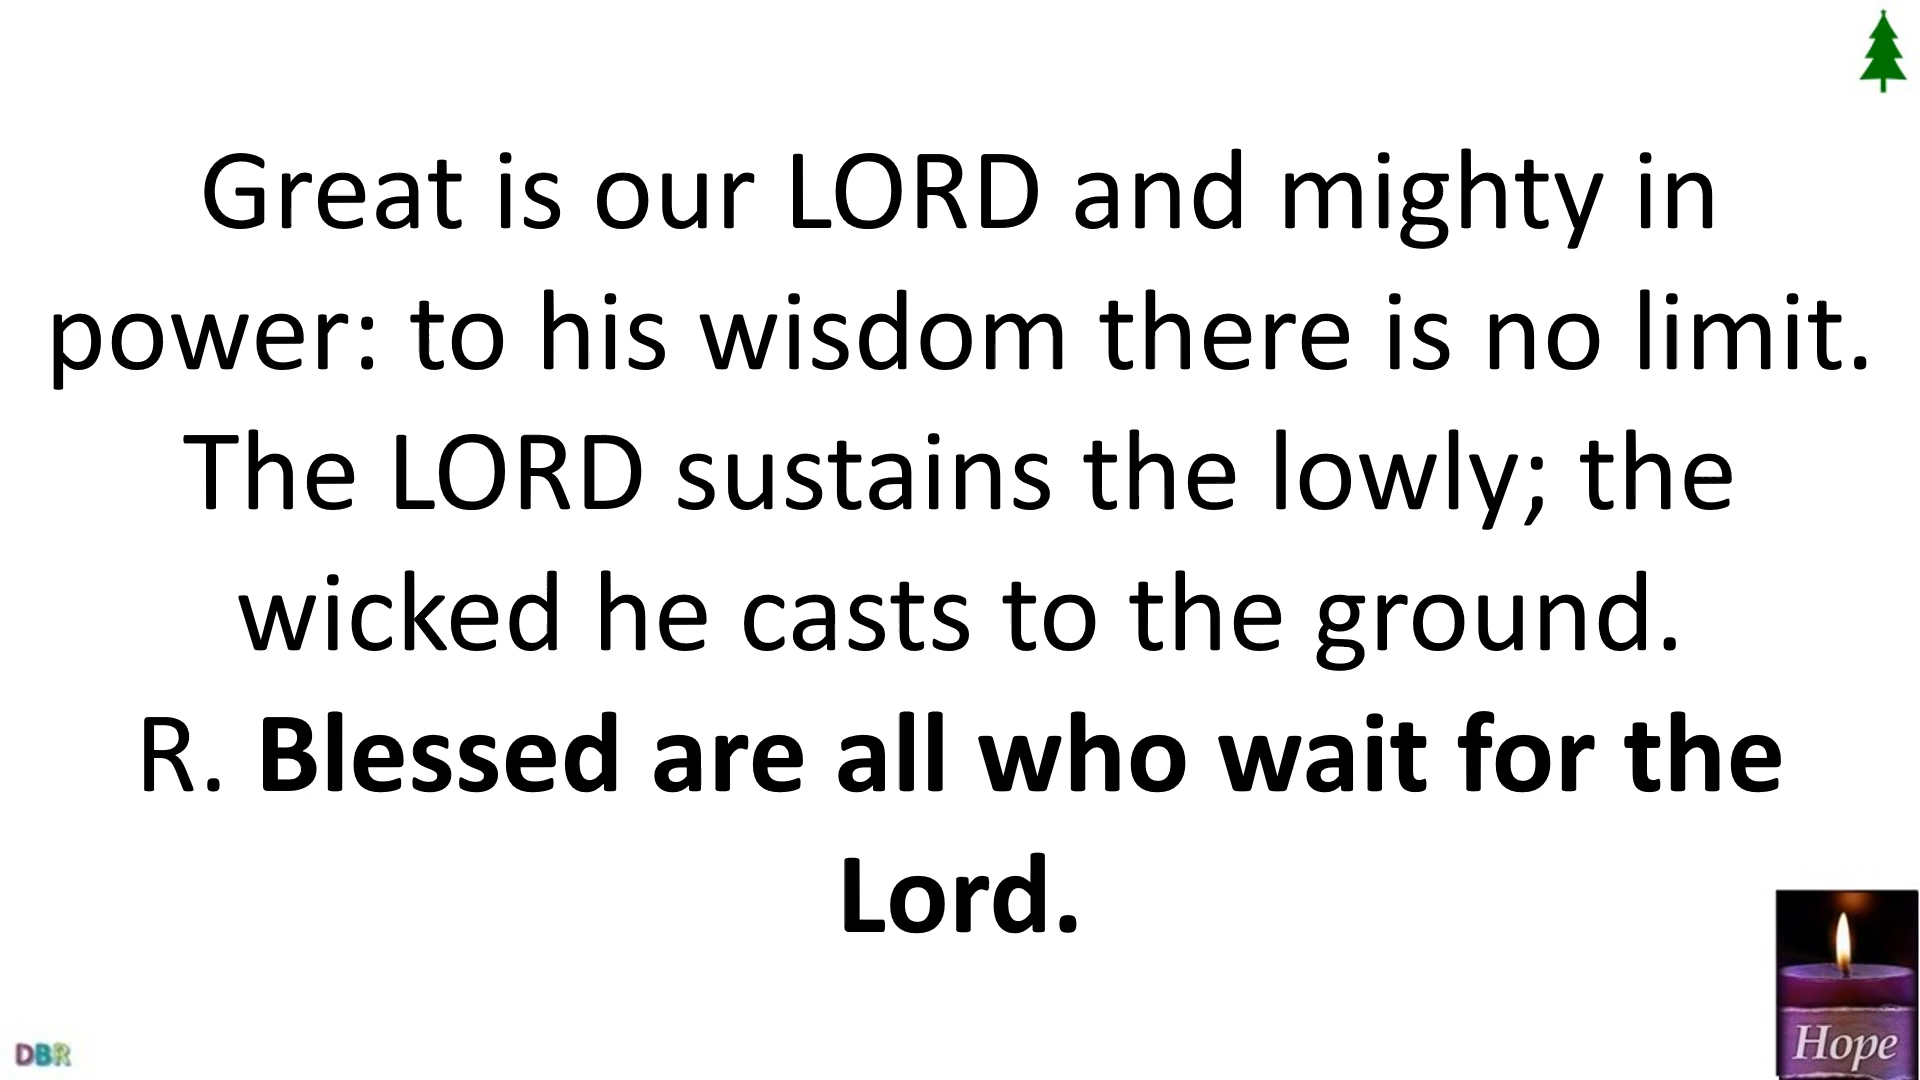 Great is our LORD and mighty in
power: to his wisdom there is no limit.
The LORD sustains the lowly; the
wicked he casts to the ground.
R. Blessed are all who wait for the
Lord.
Hope
DBR